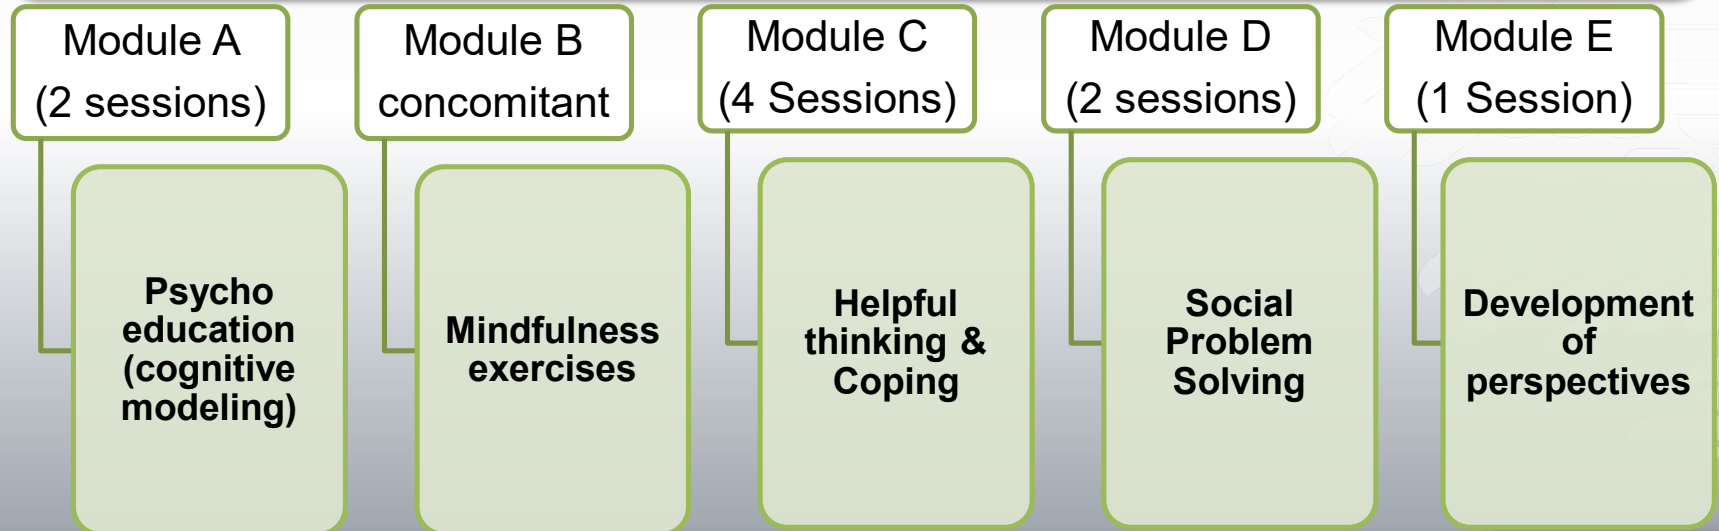 Module A
(2 sessions)
Module B
concomitant
Module C
(4 Sessions)
Module D
(2 sessions)
Module E
(1 Session)
Psycho
education
(cognitive
modeling)
Mindfulness
exercises
Helpful
thinking &
Coping
Social
Problem
Solving
Development
of
perspectives